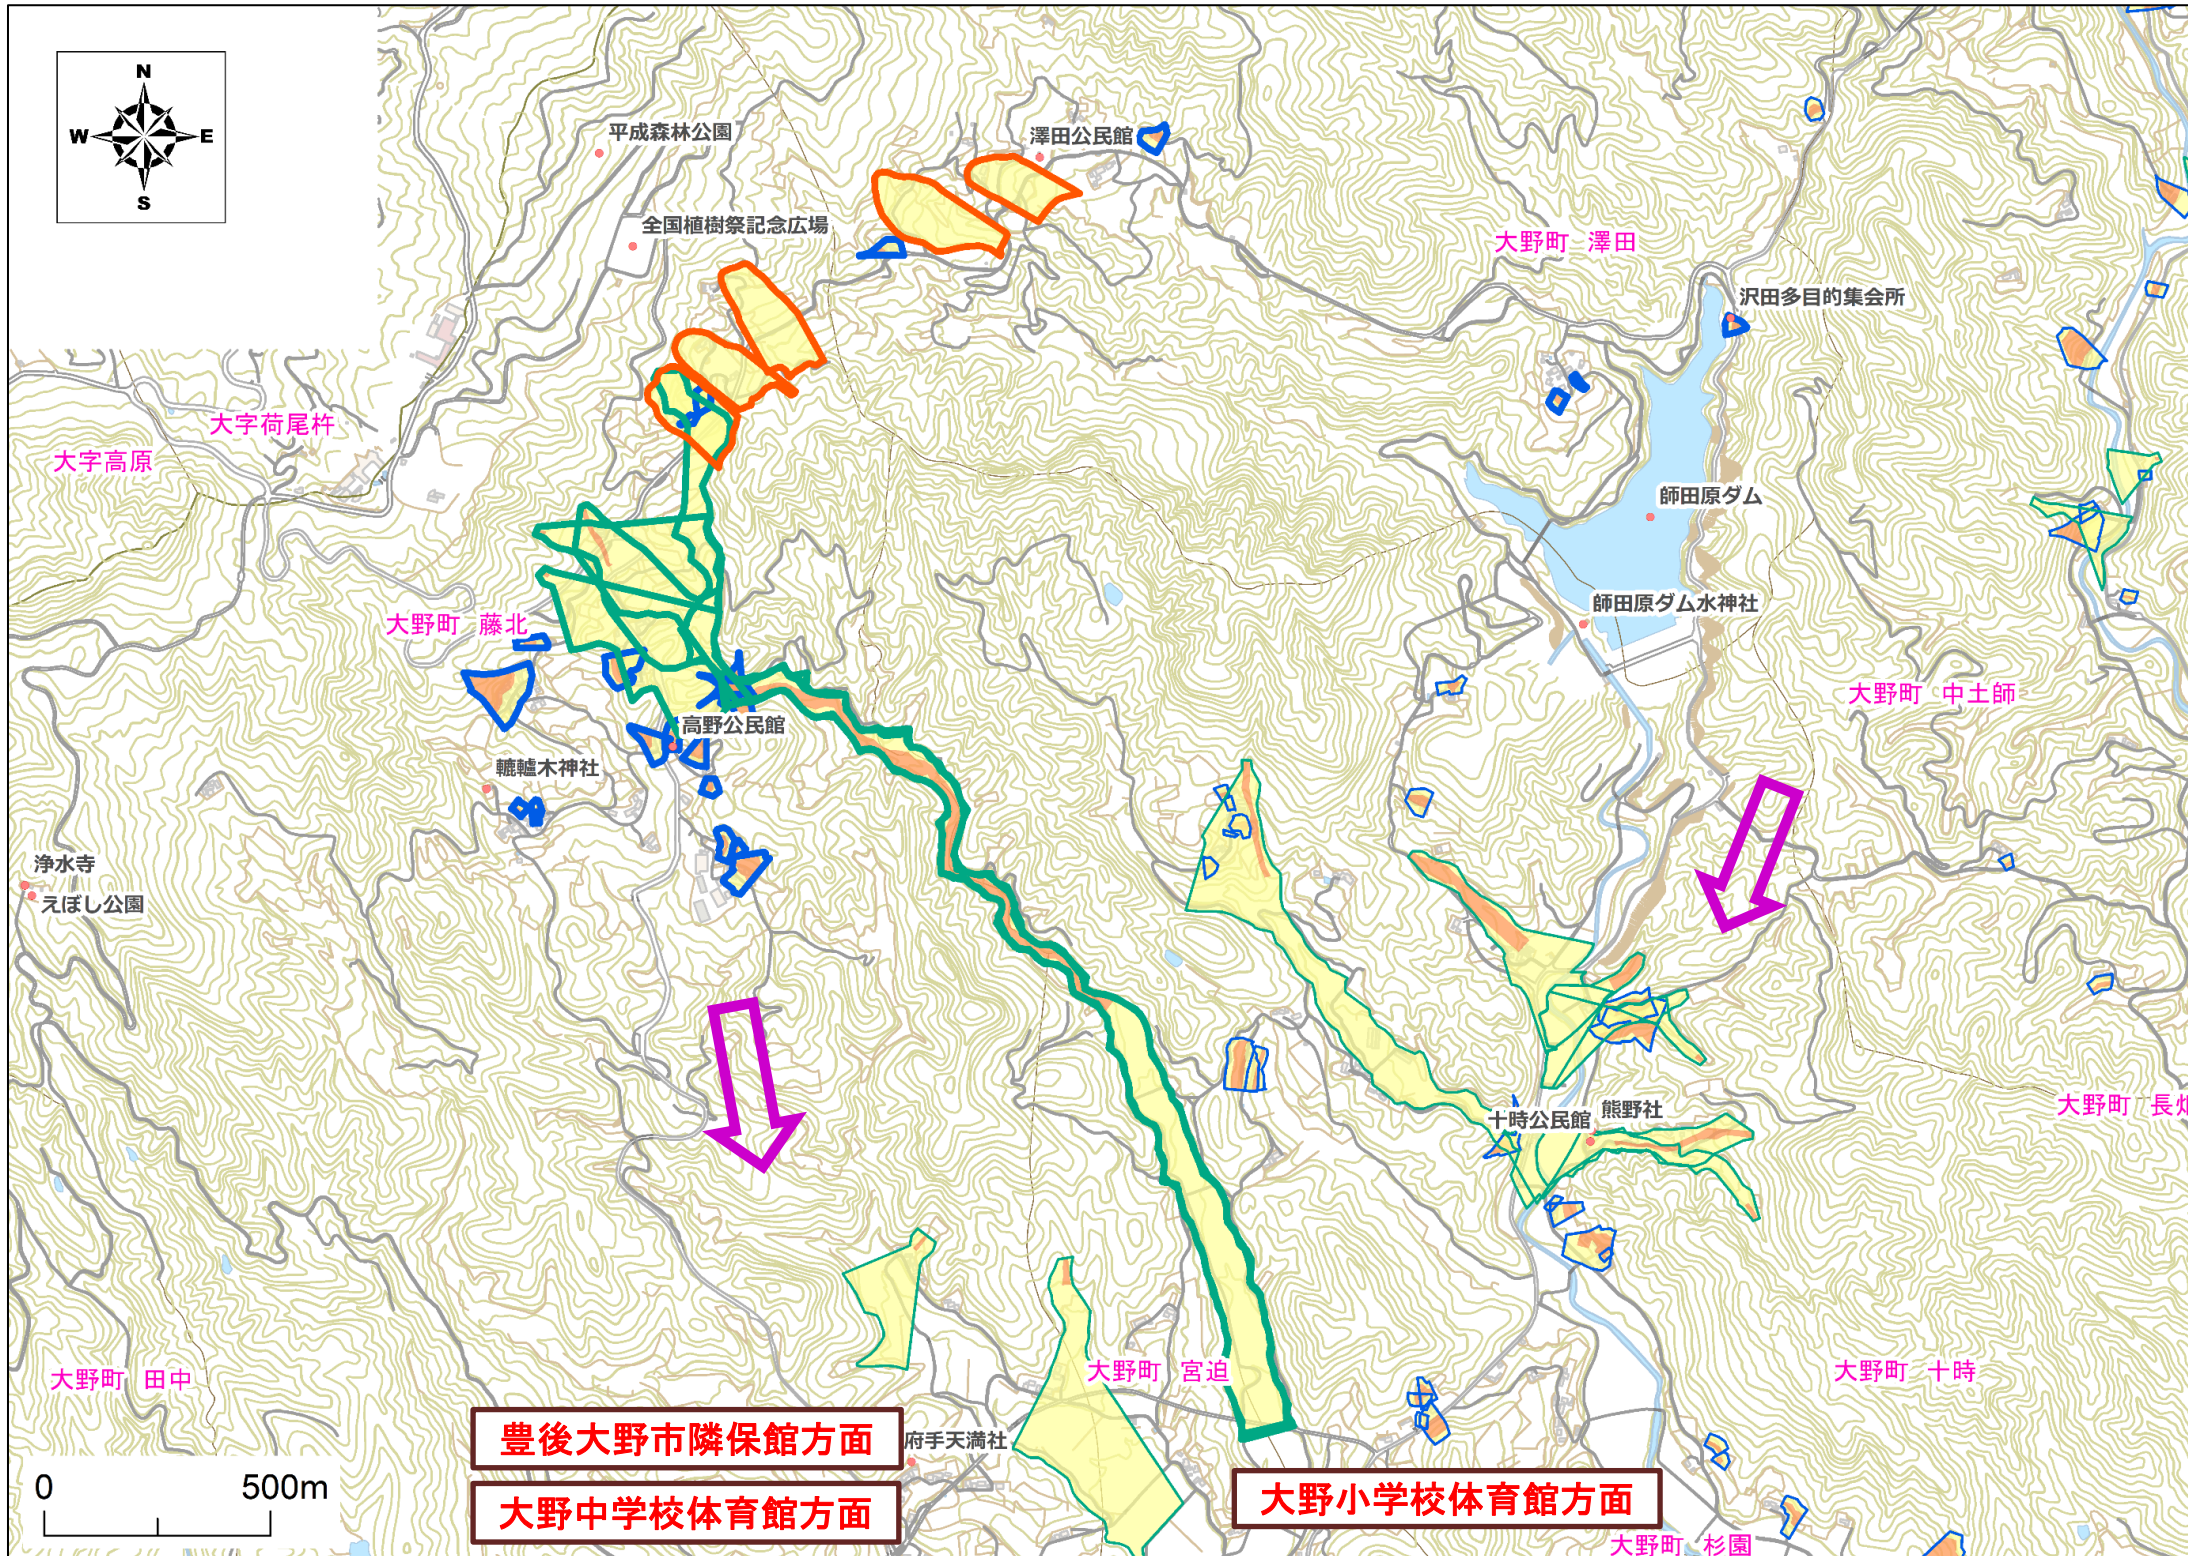 N
W
E
S
平成森林公園
澤田公民館
全国植樹祭記念広場
大野町 澤田
沢田多目的集会所
大字荷尾杵
大字高原
師田原ダム
師田原ダム水神社
大野町 藤北
大野町 中土師
高野公民館
轆轤木神社
浄水寺
えぼし公園
十時公民館
熊野社
大野町 長畑
大野町 田中
大野町 宮迫
大野町 十時
豊後大野市隣保館方面
府手天満社
大野中学校体育館方面
大野小学校体育館方面
0
500m
大野町 杉園